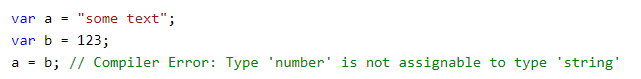 var a = "some text";
var b = 123;
a = b; // Compiler Error: Type 'number' is not assignable to type 'string'